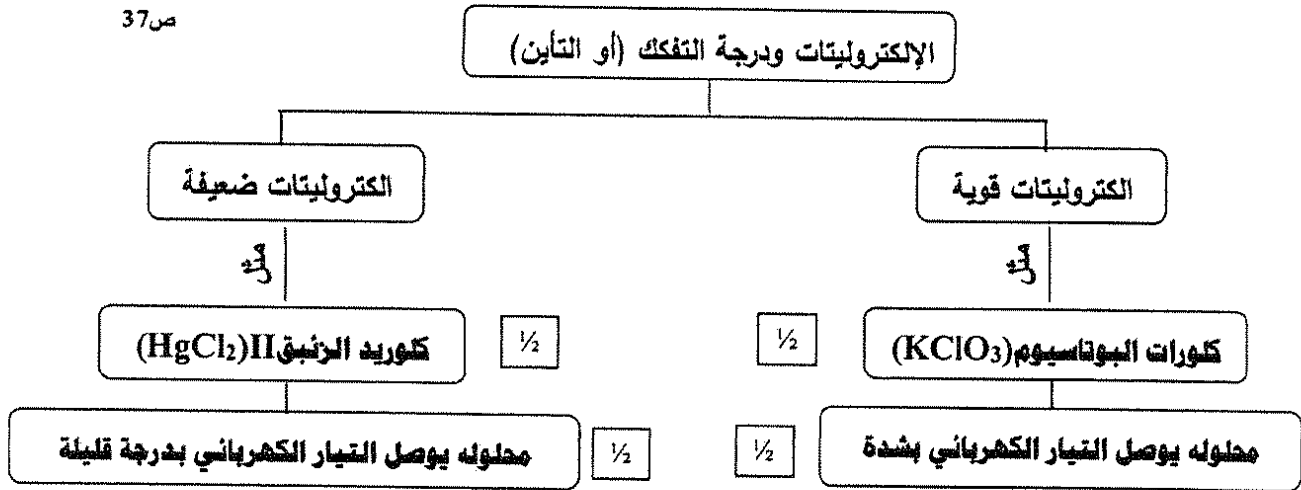 ص37
الإلكتروليتات ودرجة التفكك (أو التأين)
الكتروليتات قوية
الكتروليتات ضعيفة
مثل
مثل
كلورات البوتاسيوم(KClO₃)
½
½
كلوريد الزئبق II(HgCl₂)
محلوله يوصل التيار الكهربائي بشدة
½
½
محلوله يوصل التيار الكهربائي بدرجة قليلة